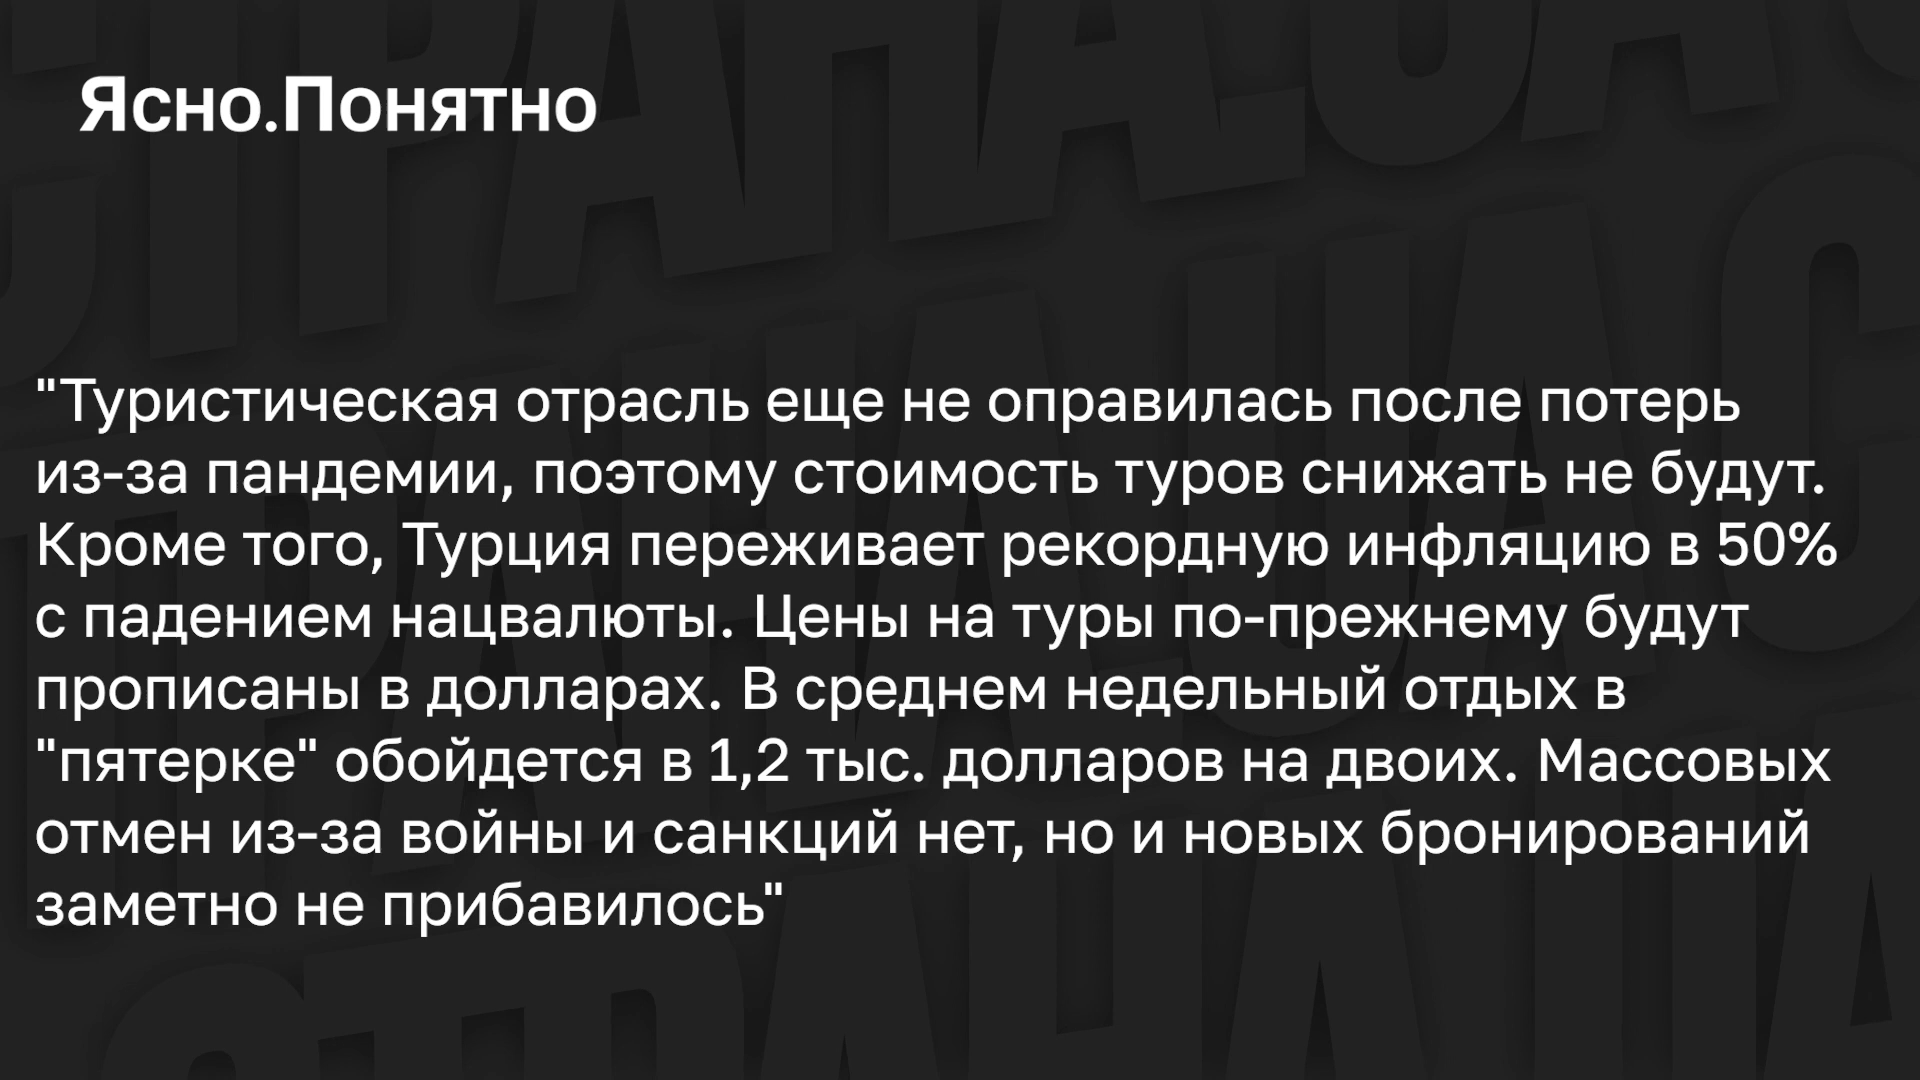 Ясно.Понятно
"Туристическая отрасль еще не оправилась после потерь
из-за пандемии, поэтому стоимость туров снижать не будут.
Кроме того, Турция переживает рекордную инфляцию в 50%
с падением нацвалюты. Цены на туры по-прежнему будут
прописаны в долларах. В среднем недельный отдых в
"пятерке" обойдется в 1,2 тыс. долларов на двоих. Массовых
отмен из-за войны и санкций нет, но и новых бронирований
заметно не прибавилось"